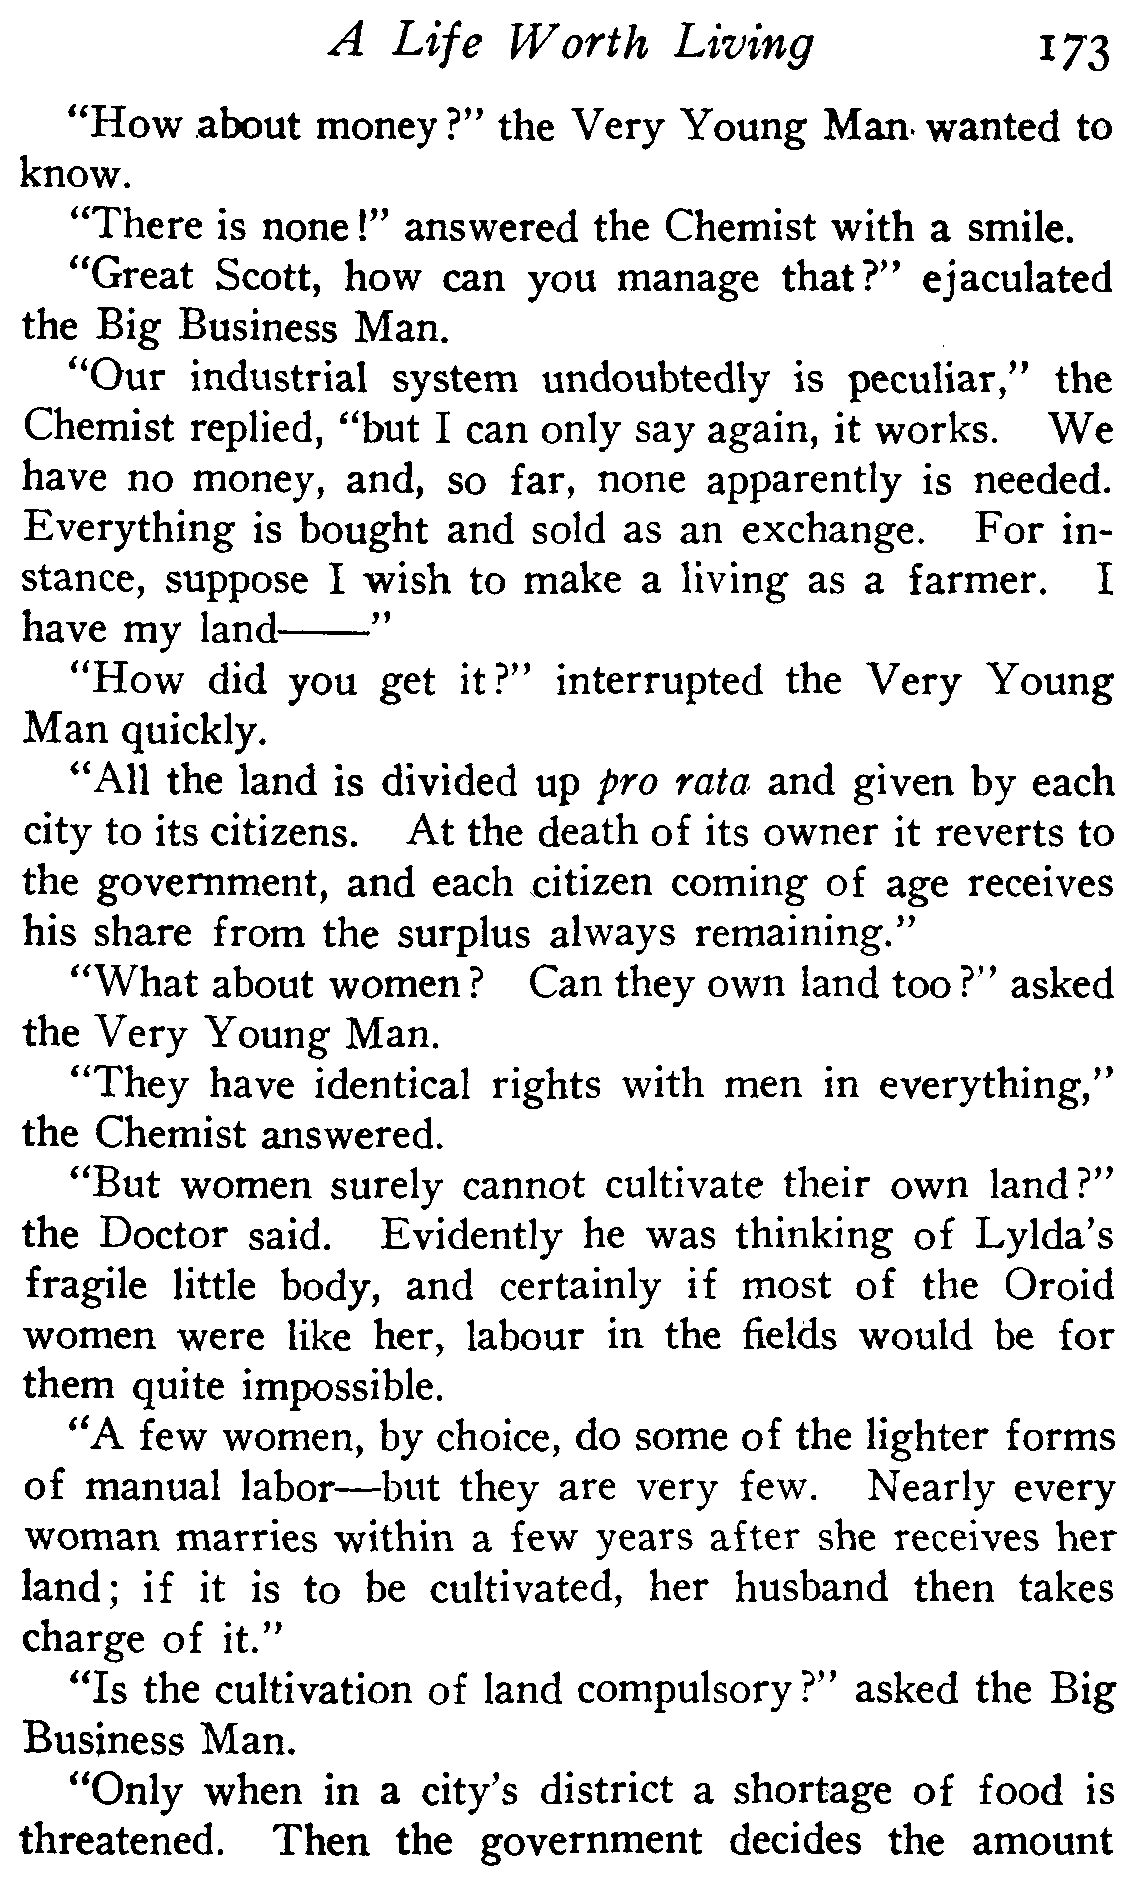 A Life Worth Living 173
"How about money?" the Very Young Man wanted to
know.
"There is none!" answered the Chemist with a smile.
"Great Scott, how can you manage that?" ejaculated
the Big Business Man.
"Our industrial system undoubtedly is peculiar," the
Chemist replied, "but I can only say again, it works. We
have no money, and, so far, none apparently is needed.
Everything is bought and sold as an exchange. For in-
stance, suppose I wish to make a living as a farmer. I
have my land——"
"How did you get it?" interrupted the Very Young
Man quickly.
"All the land is divided up pro rata and given by each
city to its citizens. At the death of its owner it reverts to
the government, and each citizen coming of age receives
his share from the surplus always remaining."
"What about women? Can they own land too?" asked
the Very Young Man.
"They have identical rights with men in everything,"
the Chemist answered.
"But women surely cannot cultivate their own land?"
the Doctor said. Evidently he was thinking of Lylda's
fragile little body, and certainly if most of the Oroid
women were like her, labour in the fields would be for
them quite impossible.
"A few women, by choice, do some of the lighter forms
of manual labor—but they are very few. Nearly every
woman marries within a few years after she receives her
land; if it is to be cultivated, her husband then takes
charge of it."
"Is the cultivation of land compulsory?" asked the Big
Business Man.
"Only when in a city's district a shortage of food is
threatened. Then the government decides the amount